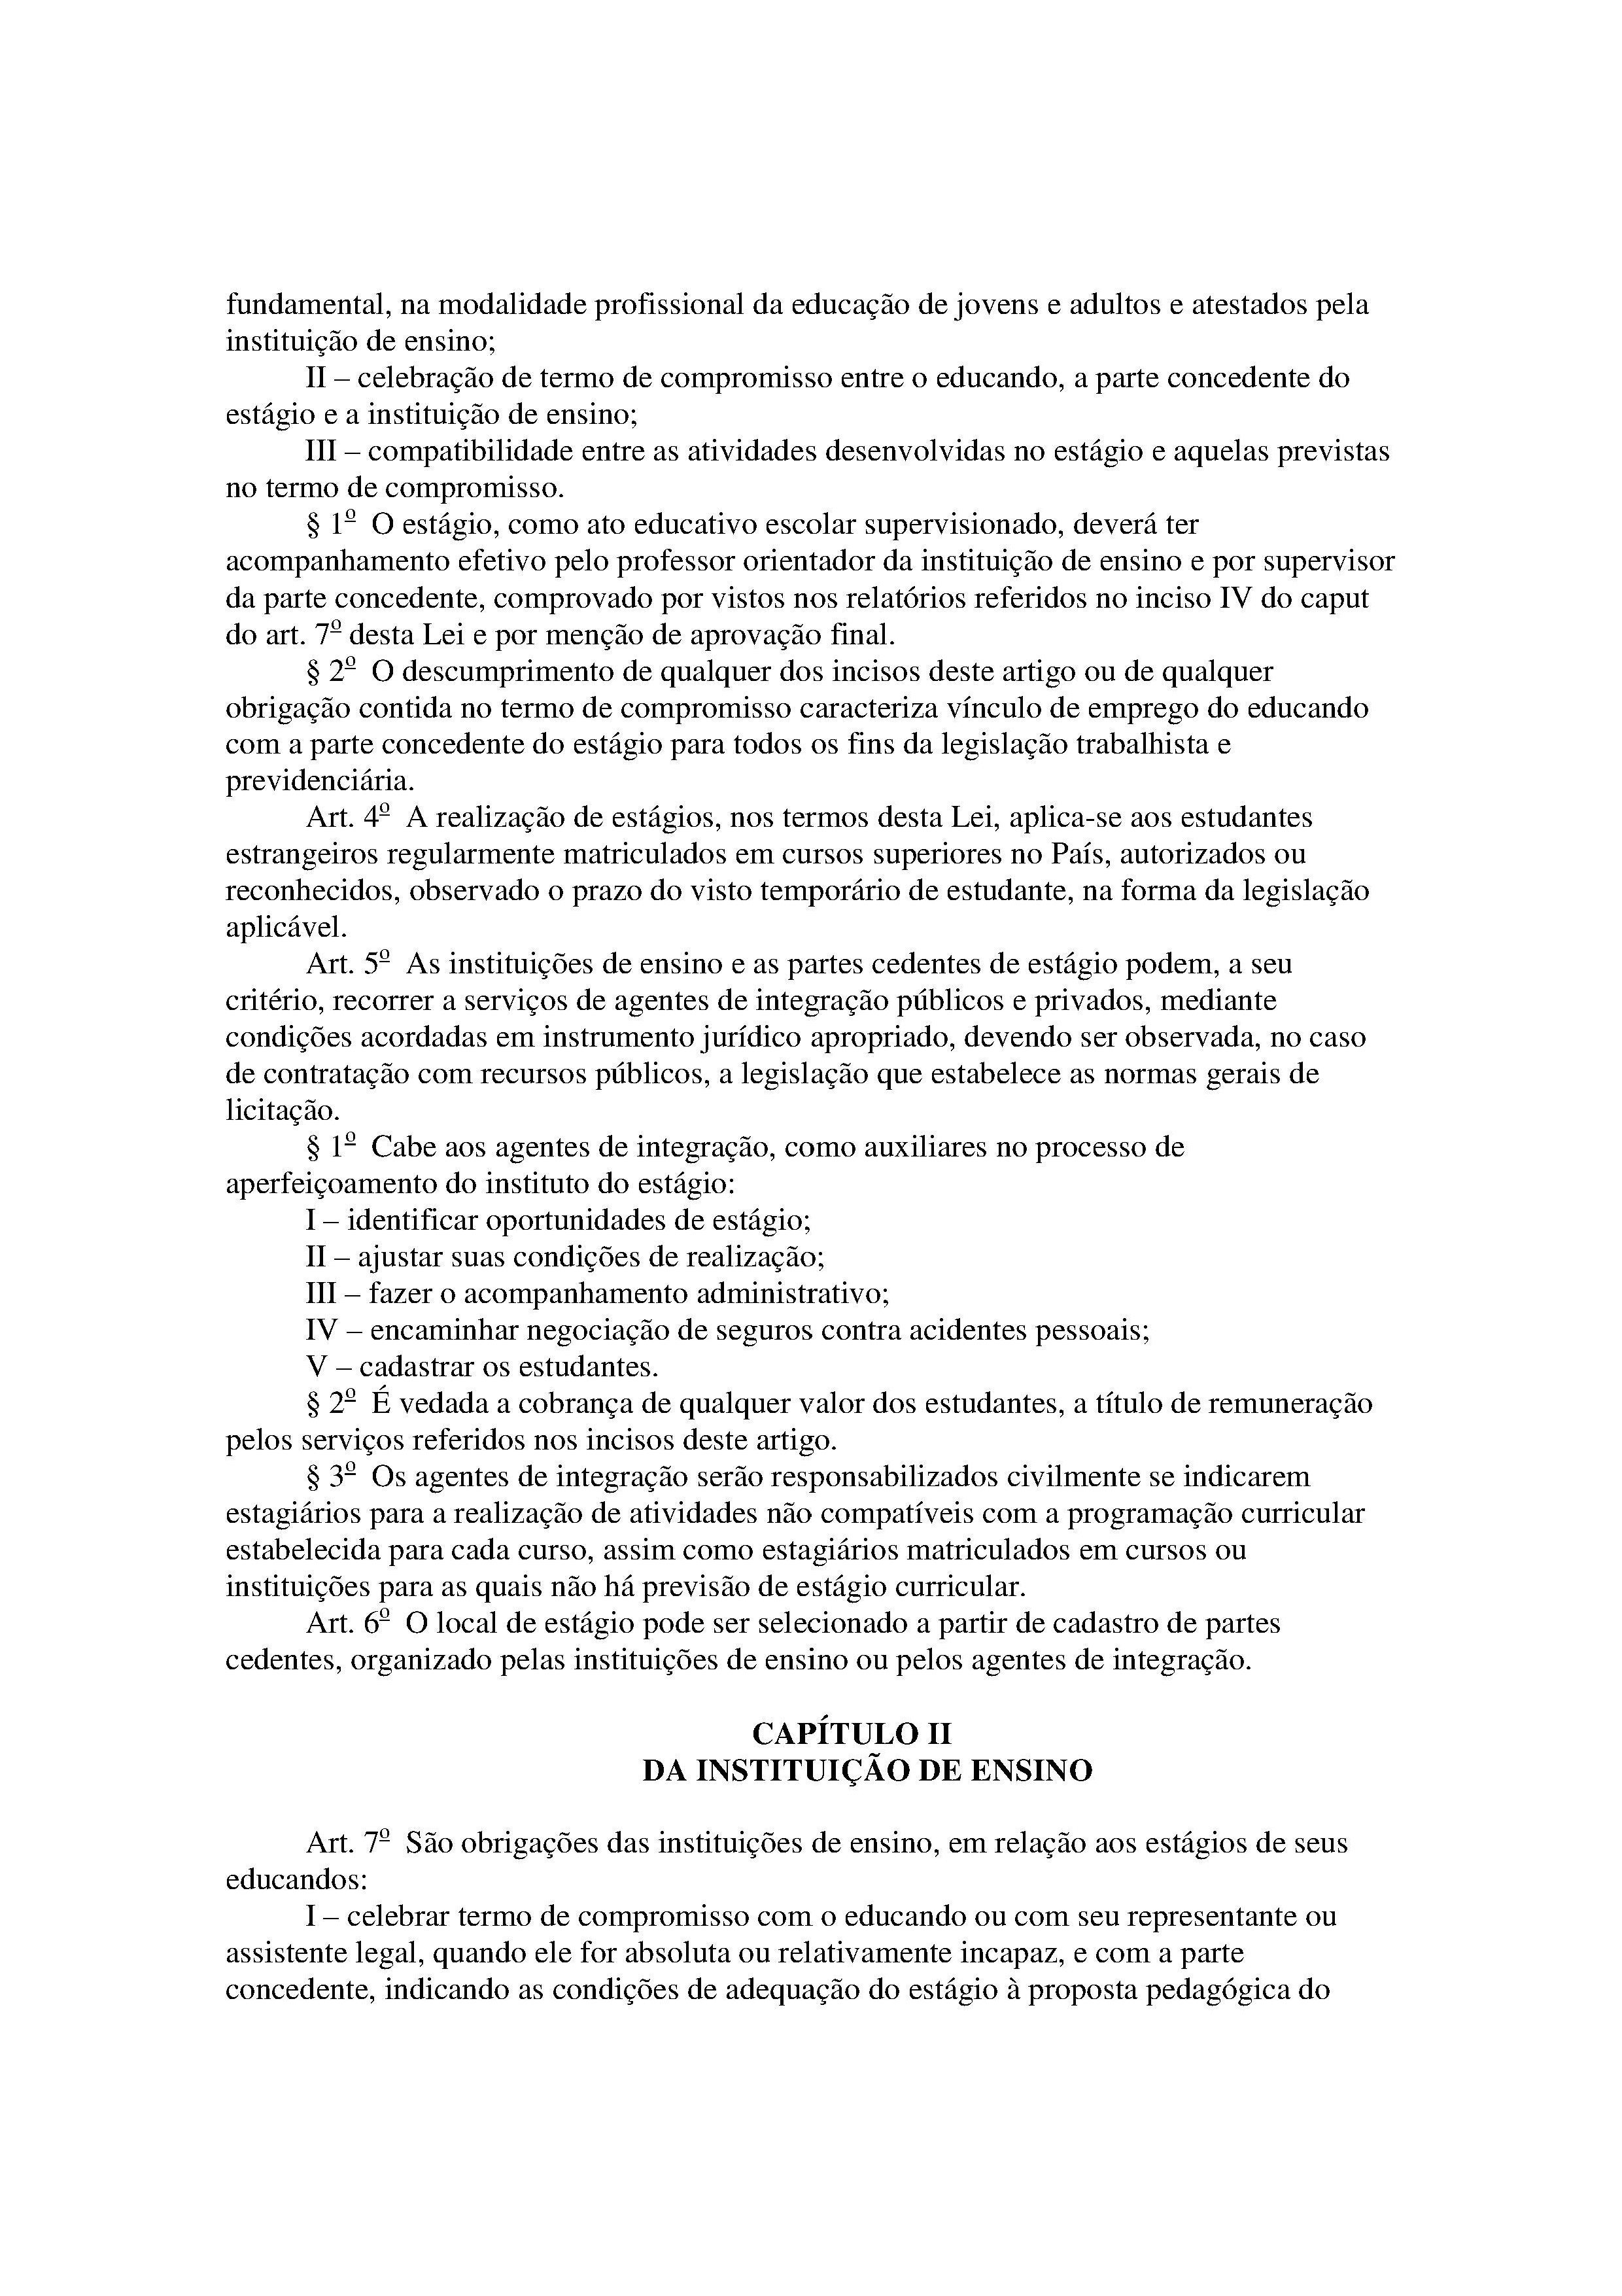 fundamental, na modalidade profissional da educação de jovens e adultos e atestados pela
instituição de ensino;
II – celebração de termo de compromisso entre o educando, a parte concedente do
estágio e a instituição de ensino;
III – compatibilidade entre as atividades desenvolvidas no estágio e aquelas previstas
no termo de compromisso.
§ 1º O estágio, como ato educativo escolar supervisionado, deverá ter
acompanhamento efetivo pelo professor orientador da instituição de ensino e por supervisor
da parte concedente, comprovado por vistos nos relatórios referidos no inciso IV do caput
do art. 7º desta Lei e por menção de aprovação final.
§ 2º O descumprimento de qualquer dos incisos deste artigo ou de qualquer
obrigação contida no termo de compromisso caracteriza vínculo de emprego do educando
com a parte concedente do estágio para todos os fins da legislação trabalhista e
previdenciária.
Art. 4º A realização de estágios, nos termos desta Lei, aplica-se aos estudantes
estrangeiros regularmente matriculados em cursos superiores no País, autorizados ou
reconhecidos, observado o prazo do visto temporário de estudante, na forma da legislação
aplicável.
Art. 5º As instituições de ensino e as partes cedentes de estágio podem, a seu
critério, recorrer a serviços de agentes de integração públicos e privados, mediante
condições acordadas em instrumento jurídico apropriado, devendo ser observada, no caso
de contratação com recursos públicos, a legislação que estabelece as normas gerais de
licitação.
§ 1º Cabe aos agentes de integração, como auxiliares no processo de
aperfeiçoamento do instituto do estágio:
I – identificar oportunidades de estágio;
II – ajustar suas condições de realização;
III – fazer o acompanhamento administrativo;
IV – encaminhar negociação de seguros contra acidentes pessoais;
V – cadastrar os estudantes.
§ 2º É vedada a cobrança de qualquer valor dos estudantes, a título de remuneração
pelos serviços referidos nos incisos deste artigo.
§ 3º Os agentes de integração serão responsabilizados civilmente se indicarem
estagiários para a realização de atividades não compatíveis com a programação curricular
estabelecida para cada curso, assim como estagiários matriculados em cursos ou
instituições para as quais não há previsão de estágio curricular.
Art. 6º O local de estágio pode ser selecionado a partir de cadastro de partes
cedentes, organizado pelas instituições de ensino ou pelos agentes de integração.
CAPÍTULO II
DA INSTITUIÇÃO DE ENSINO
Art. 7º São obrigações das instituições de ensino, em relação aos estágios de seus
educandos:
I – celebrar termo de compromisso com o educando ou com seu representante ou
assistente legal, quando ele for absoluta ou relativamente incapaz, e com a parte
concedente, indicando as condições de adequação do estágio à proposta pedagógica do